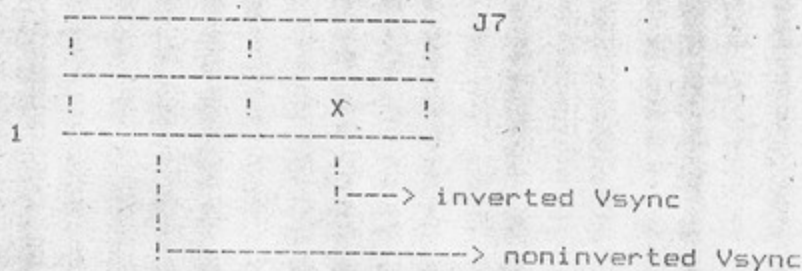 ------------------- J7
!        !        !
-------------------
!        !   X    !
1 -------------------
!        !
!        !---> inverted Vsync
!
!----------------> noninverted Vsync